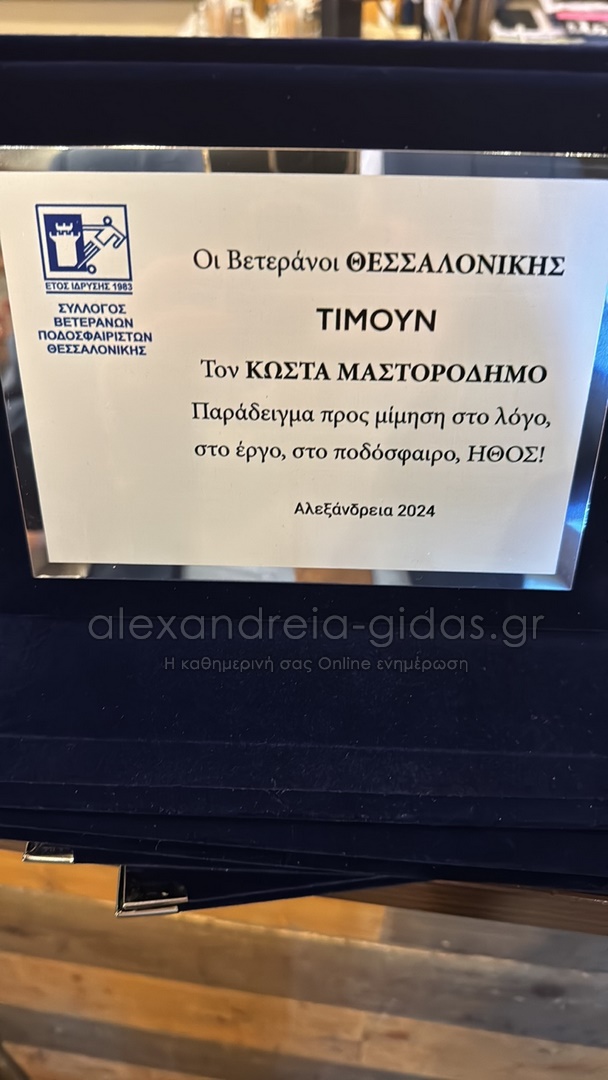 ΕΤΟΣ ΙΔΡΥΣΗΣ 1983
ΣΥΛΛΟΓΟΣ
ΒΕΤΕΡΑΝΩΝ
ΠΟΔΟΣΦΑΙΡΙΣΤΩΝ
ΘΕΣΣΑΛΟΝΙΚΗΣ
Οι Βετεράνοι ΘΕΣΣΑΛΟΝΙΚΗΣ
ΤΙΜΟΥΝ
Τον ΚΩΣΤΑ ΜΑΣΤΟΡΟΔΗΜΟ
Παράδειγμα προς μίμηση στο λόγο,
στο έργο, στο ποδόσφαιρο, ΗΘΟΣ!
Αλεξάνδρεια 2024
alexandreia-gidas.gr
Η καθημερινή σας Online ενημέρωση